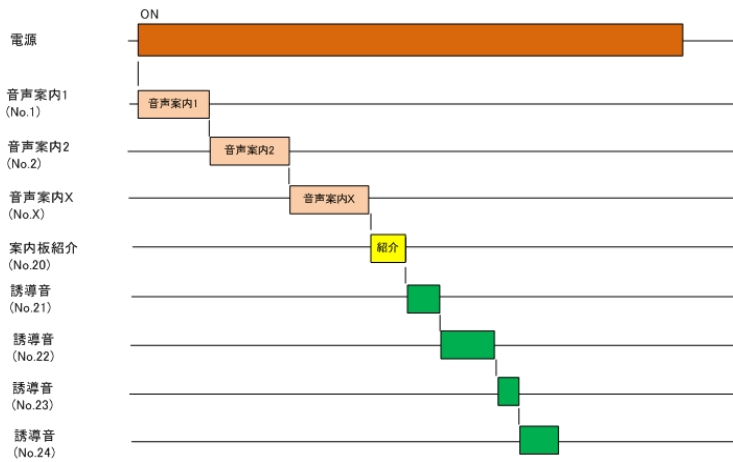 ON
電源
音声案内1
(No.1)
音声案内1
音声案内2
(No.2)
音声案内2
音声案内X
(No.X)
音声案内X
案内板紹介
(No.20)
紹介
誘導音
(No.21)
誘導音
(No.22)
誘導音
(No.23)
誘導音
(No.24)